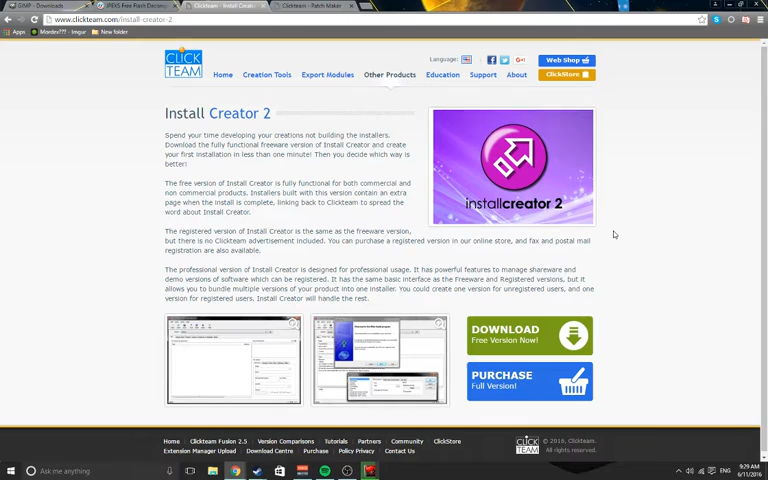 GIMP - Downloads
JPEXS Free Flash Decomp
Clickteam - Install Creator
Clickteam - Patch Maker
www.clickteam.com/install-creator-2
Apps
Mordex??? - Imgur
New folder
CLICK
TEAM
Language:
Web Shop
ClickStore
Home
Creation Tools
Export Modules
Other Products
Education
Support
About
Install Creator 2
Spend your time developing your creations not building the installers.
Download the fully functional freeware version of Install Creator and create
your first installation in less than one minute! Then you decide which way is
better!
The free version of Install Creator is fully functional for both commercial and
non commercial products. Installers built with this version contain an extra
page when the install is complete, linking back to Clickteam to spread the
word about Install Creator.
The registered version of Install Creator is the same as the freeware version,
but there is no Clickteam advertisement included. You can purchase a registered version in our online store, and fax and postal mail
registration are also available.
The professional version of Install Creator is designed for professional usage. It has powerful features to manage shareware and
demo versions of software which can be registered. It has the same basic interface as the Freeware and Registered versions, but it
allows you to bundle multiple versions of your product into one installer. You could create one version for unregistered users, and one
version for registered users. Install Creator will handle the rest.
installcreator 2
DOWNLOAD
Free Version Now!
PURCHASE
Full Version!
Home
Clickteam Fusion 2.5
Version Comparisons
Tutorials
Partners
Community
ClickStore
Extension Manager Upload
Download Centre
Purchase
Privacy Policy
Contact Us
CLICK
TEAM
© 2016, Clickteam.
All rights reserved.
Ask me anything
ENG
9:29 AM
6/11/2016